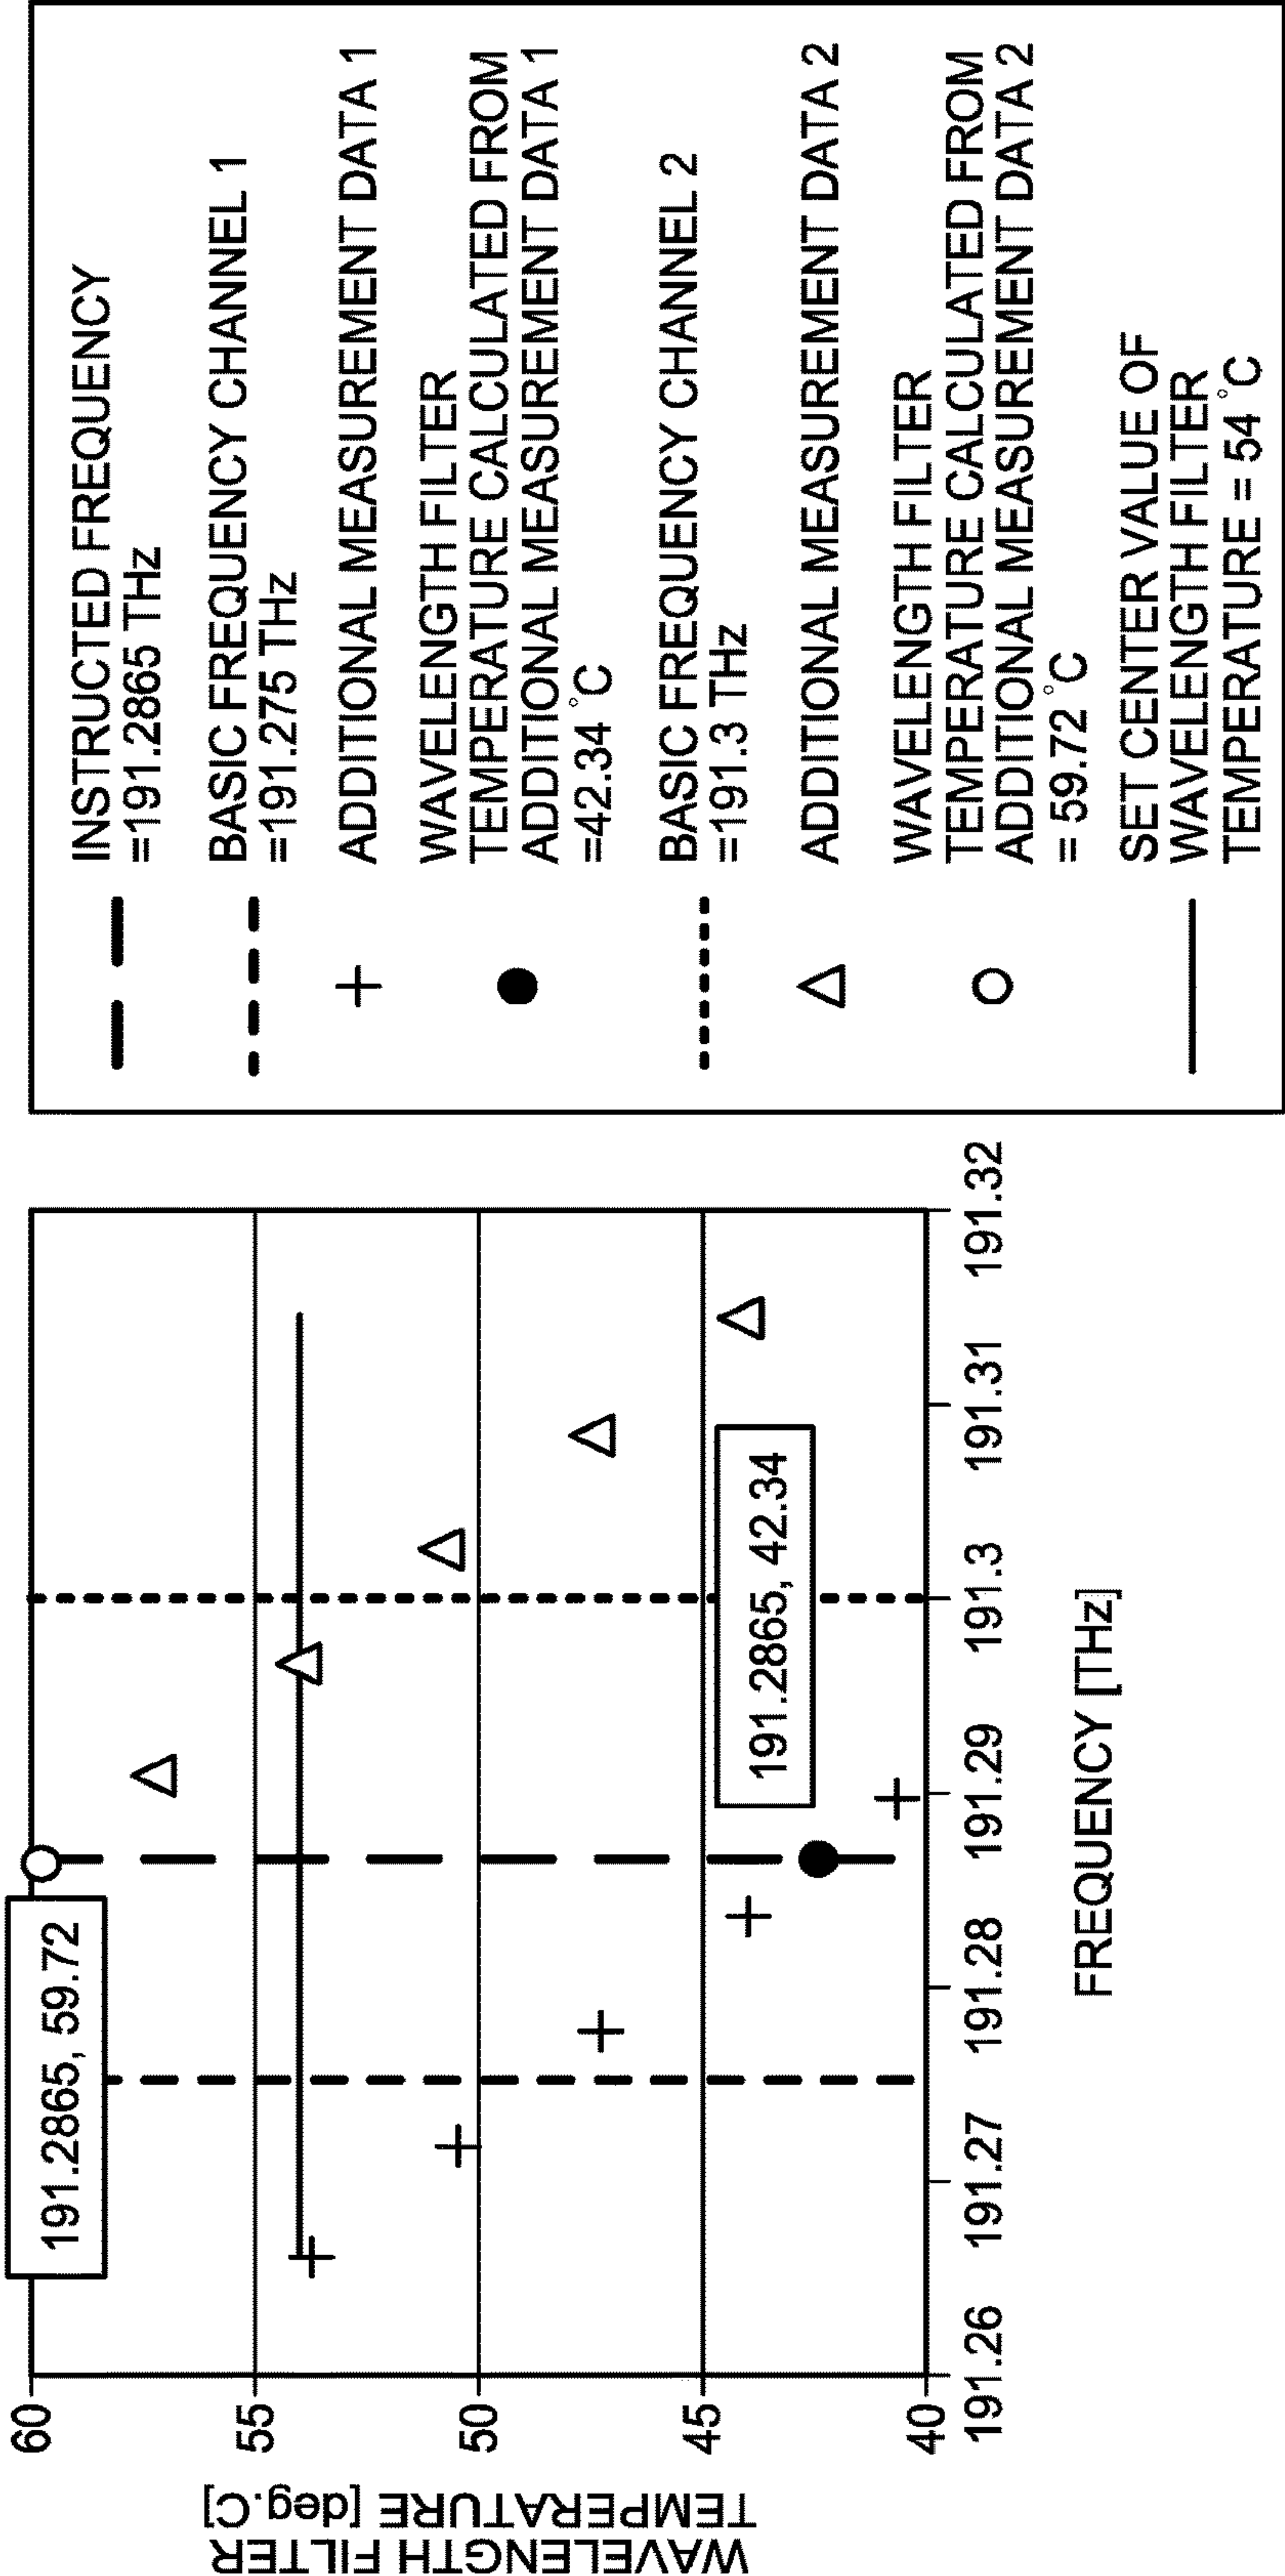 WAVELENGTH FILTER
TEMPERATURE [deg.C]
60
55
50
45
40
191.2865, 59.72
191.2865, 42.34
191.26
191.27
191.28
191.29
191.3
191.31
191.32
FREQUENCY [THz]
INSTRUCTED FREQUENCY
=191.2865 THz
BASIC FREQUENCY CHANNEL 1
=191.275 THz
ADDITIONAL MEASUREMENT DATA 1
WAVELENGTH FILTER
TEMPERATURE CALCULATED FROM
ADDITIONAL MEASUREMENT DATA 1
=42.34 °C
BASIC FREQUENCY CHANNEL 2
=191.3 THz
ADDITIONAL MEASUREMENT DATA 2
WAVELENGTH FILTER
TEMPERATURE CALCULATED FROM
ADDITIONAL MEASUREMENT DATA 2
= 59.72 °C
SET CENTER VALUE OF
WAVELENGTH FILTER
TEMPERATURE = 54 °C